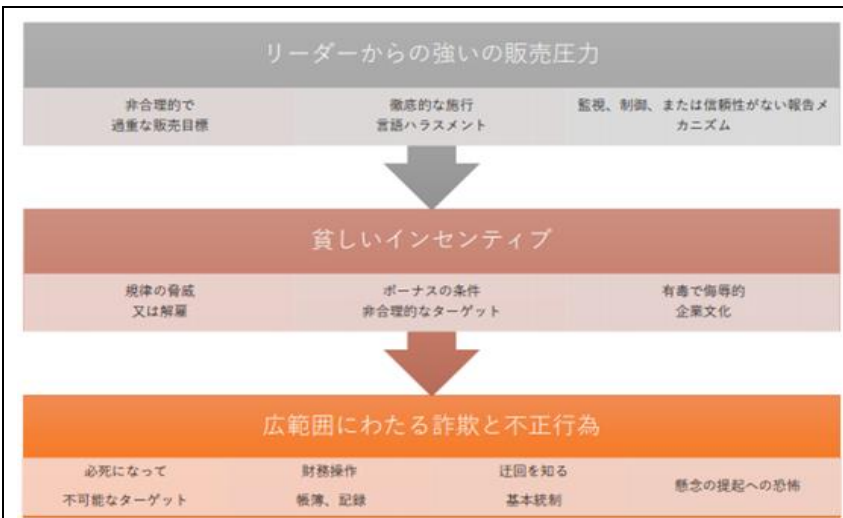 リーダーからの強いの販売圧力
非合理的で
過重な販売目標
徹底的な施行
言語ハラスメント
監視、制御、または信頼性がない報告メ
カニズム
貧しいインセンティブ
規律の脅威
又は解雇
ボーナスの条件
非合理的なターゲット
有毒で侮辱的
企業文化
広範囲にわたる詐欺と不正行為
必死になって
不可能なターゲット
財務操作
帳簿、記録
迂回を知る
基本統制
懸念の提起への恐怖